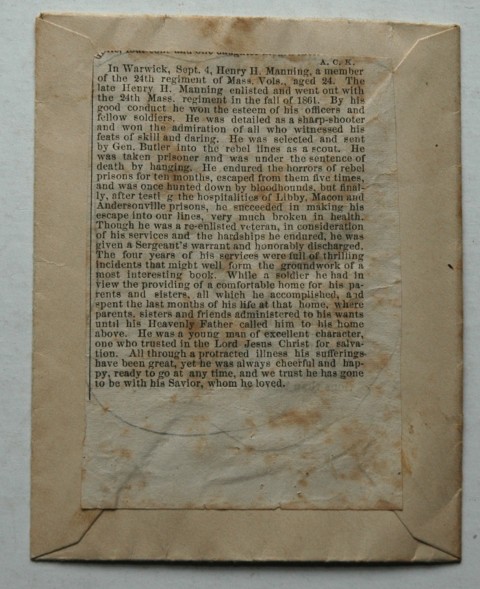 A. C. K.
In Warwick, Sept. 4, Henry H. Manning, a member
of the 24th regiment of Mass. Vols., aged 24. The
late Henry H. Manning enlisted and went out with
the 24th Mass. regiment in the fall of 1861. By his
good conduct he won the esteem of his officers and
fellow soldiers. He was detailed as a sharp-shooter
and won the admiration of all who witnessed his
feats of skill and daring. He was selected and sent
by Gen. Butler into the rebel lines as a scout. He
was taken prisoner and was under the sentence of
death by hanging. He endured the horrors of rebel
prisons for ten months, escaped from them five times,
and was once hunted down by bloodhounds, but final-
ly, after testi g the hospitalities of Libby, Macon and
Andersonville prisons, he succeeded in making his
escape into our lines, very much broken in health.
Though he was a re-enlisted veteran, in consideration
of his services and the hardships he endured, he was
given a Sergeant's warrant and honorably discharged.
The four years of his services were full of thrilling
incidents that might well form the groundwork of a
most interesting book. While a soldier he had in
view the providing of a comfortable home for his pa-
rents and sisters, all which he accomplished, and
spent the last months of his life at that home, where
parents, sisters and friends administered to his wants
until his Heavenly Father called him to his home
above. He was a young man of excellent character,
one who trusted in the Lord Jesus Christ for salva-
tion. All through a protracted illness his sufferings
have been great, yet he was always cheerful and hap-
py, ready to go at any time, and we trust he has gone
to be with his Savior, whom he loved.